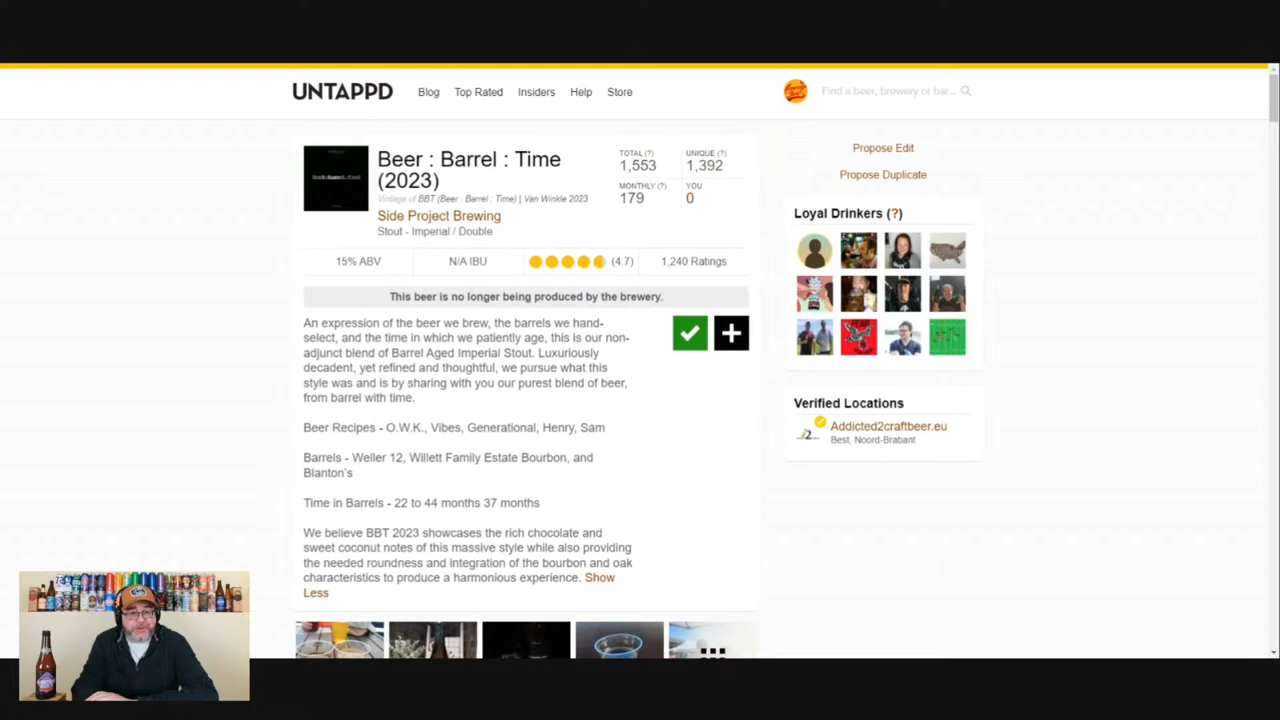 UNTAPPD
Blog
Top Rated
Insiders
Help
Store
Find a beer, brewery or bar...
Beer : Barrel : Time
(2023)
Vintage of BBT (Beer : Barrel : Time) | Van Winkle 2023
Side Project Brewing
Stout - Imperial / Double
TOTAL (?)
1,553
UNIQUE (?)
1,392
MONTHLY (?)
179
YOU
0
15% ABV
N/A IBU
(4.7)
1,240 Ratings
This beer is no longer being produced by the brewery.
An expression of the beer we brew, the barrels we hand-
select, and the time in which we patiently age, this is our non-
adjunct blend of Barrel Aged Imperial Stout. Luxuriously
decadent, yet refined and thoughtful, we pursue what this
style was and is by sharing with you our purest blend of beer,
from barrel with time.
Beer Recipes - O.W.K., Vibes, Generational, Henry, Sam
Barrels - Weller 12, Willett Family Estate Bourbon, and
Blanton's
Time in Barrels - 22 to 44 months 37 months
We believe BBT 2023 showcases the rich chocolate and
sweet coconut notes of this massive style while also providing
the needed roundness and integration of the bourbon and oak
characteristics to produce a harmonious experience. Show
Less
Propose Edit
Propose Duplicate
Loyal Drinkers (?)
Verified Locations
Addicted2craftbeer.eu
Best, Noord-Brabant